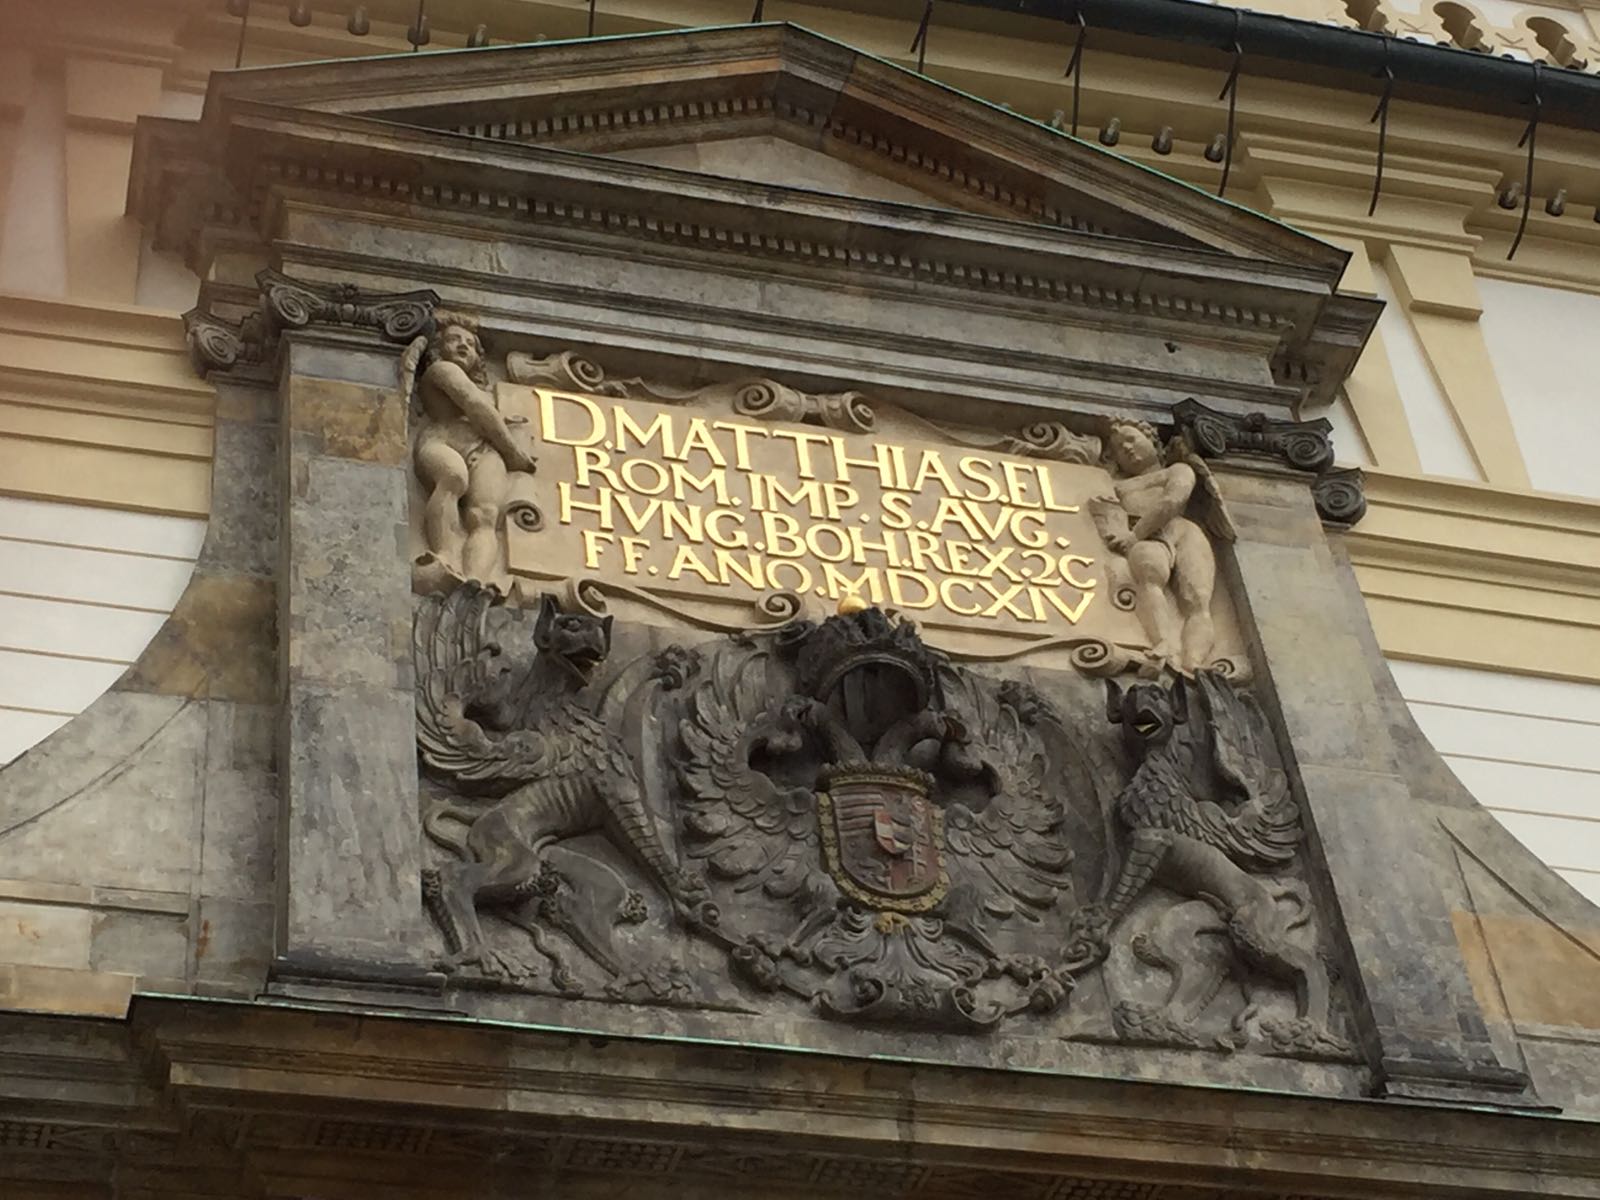 D.MATTHIAS.EL
ROM.IMP.S.AVG.
HVNG.BOH.REX.2C
FF.ANO.MDCXIV